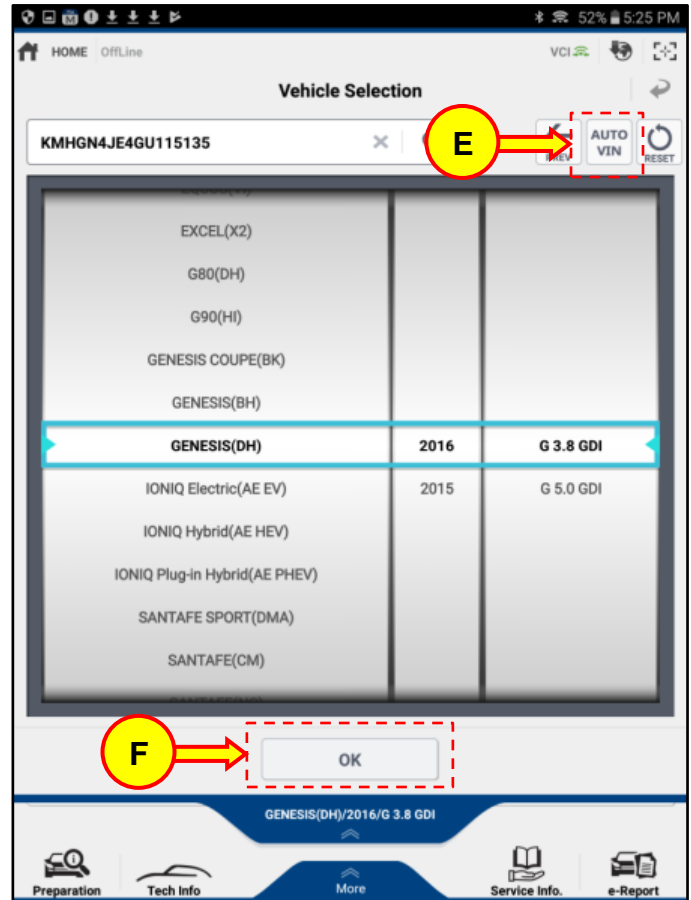 52% 5:25 PM
HOME OffLine VCI
Vehicle Selection
KMHGN4JE4GU115135 × E PREV AUTO VIN RESET
EXCEL(X2)
G80(DH)
G90(HI)
GENESIS COUPE(BK)
GENESIS(BH)
GENESIS(DH) 2016 G 3.8 GDI
IONIQ Electric(AE EV) 2015 G 5.0 GDI
IONIQ Hybrid(AE HEV)
IONIQ Plug-in Hybrid(AE PHEV)
SANTAFE SPORT(DMA)
SANTAFE(CM)
F OK
GENESIS(DH)/2016/G 3.8 GDI
Preparation Tech Info More Service Info. e-Report